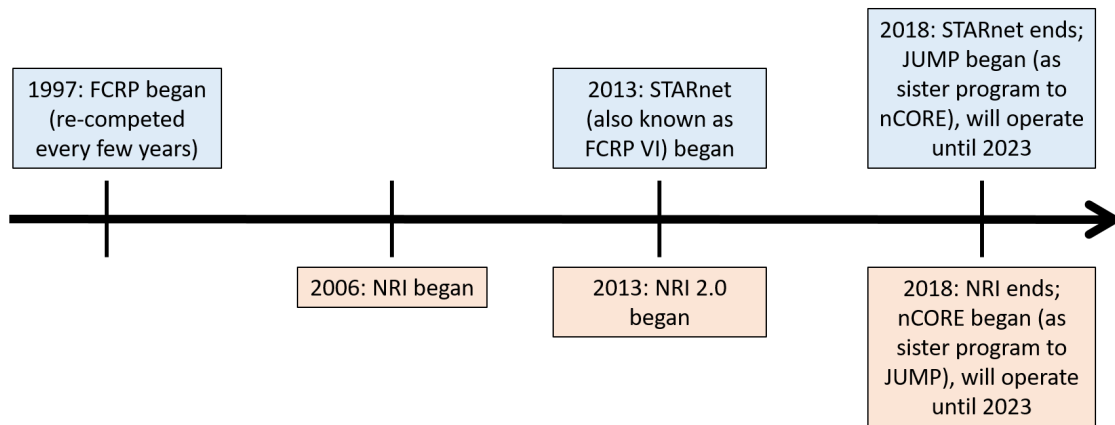 1997: FCRP began
(re-competed
every few years)
2013: STARnet
(also known as
FCRP VI) began
2018: STARnet ends;
JUMP began (as
sister program to
nCORE), will operate
until 2023
2006: NRI began
2013: NRI 2.0
began
2018: NRI ends;
nCORE began (as
sister program to
JUMP), will operate
until 2023